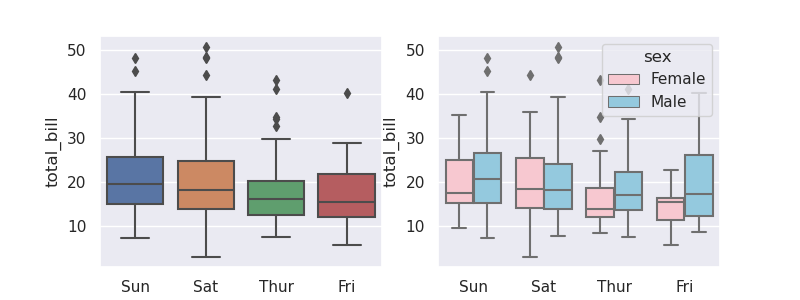 total_bill
50
40
30
20
10
Sun Sat Thur Fri
total_bill
50
40
30
20
10
Sun Sat Thur Fri
sex
Female
Male